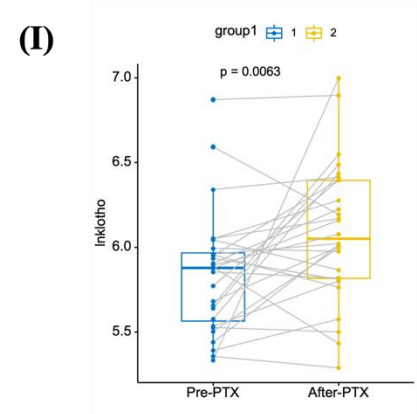 (I)
group1 1 2
p = 0.0063
7.0
6.5
6.0
5.5
lnklotho
Pre-PTX After-PTX